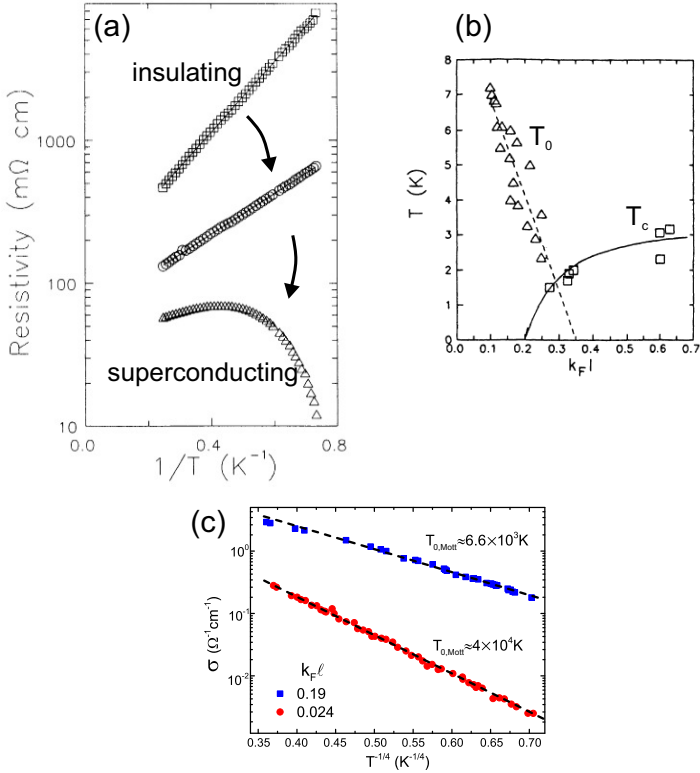 (a)
insulating
superconducting
Resistivity (mΩ cm)
1000
100
10
0.0 0.4 0.8
1/T (K⁻¹)
(b)
T₀
T_c
T (K)
8
7
6
5
4
3
2
1
0
0.0 0.1 0.2 0.3 0.4 0.5 0.6 0.7
k_F l
(c)
T₀,Mott≈6.6×10³K
T₀,Mott≈4×10⁴K
k_F ℓ
0.19
0.024
σ (Ω⁻¹cm⁻¹)
10⁰
10⁻¹
10⁻²
0.35 0.40 0.45 0.50 0.55 0.60 0.65 0.70
T⁻¹/⁴ (K⁻¹/⁴)